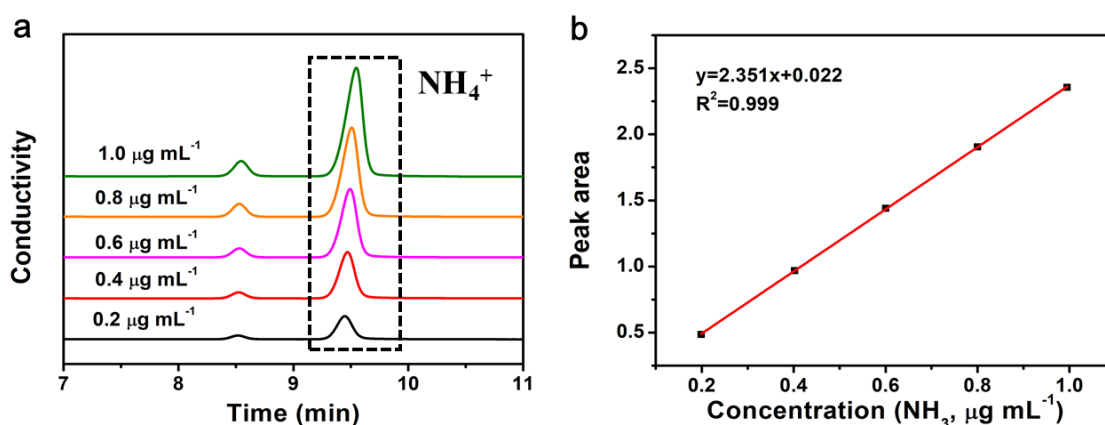 a
NH₄⁺
1.0 μg mL⁻¹
0.8 μg mL⁻¹
0.6 μg mL⁻¹
0.4 μg mL⁻¹
0.2 μg mL⁻¹
Conductivity
7 8 9 10 11
Time (min)
b
y=2.351x+0.022
R²=0.999
Peak area
2.5
2.0
1.5
1.0
0.5
0.2 0.4 0.6 0.8 1.0
Concentration (NH₃, μg mL⁻¹)